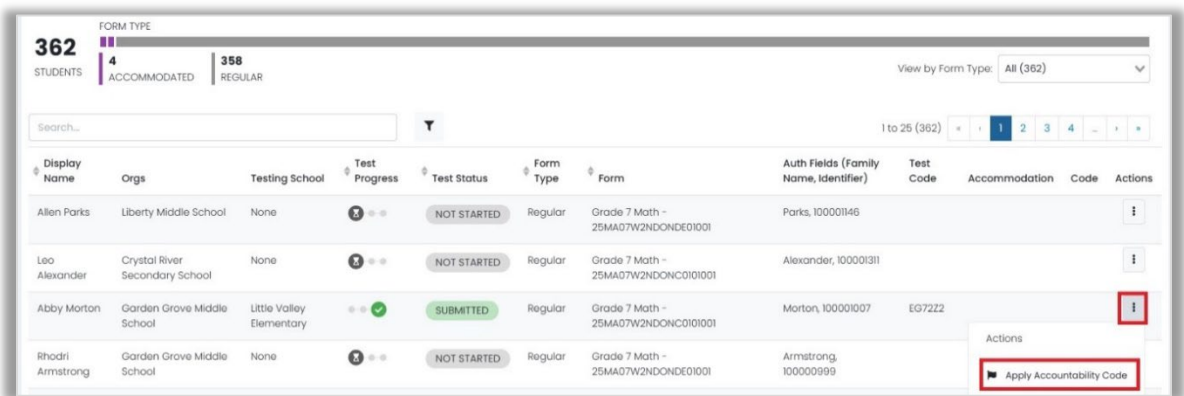 FORM TYPE
362
STUDENTS
4
ACCOMMODATED
358
REGULAR
View by Form Type: All (362)
Search...
1 to 25 (362) « ‹ 1 2 3 4 ... › »
Display Name Orgs Testing School Test Progress Test Status Form Type Form Auth Fields (Family Name, Identifier) Test Code Accommodation Code Actions
Allen Parks Liberty Middle School None NOT STARTED Regular Grade 7 Math - Parks, 100001146
25MA07W2NDONDE01001
Leo Crystal River None NOT STARTED Regular Grade 7 Math - Alexander, 100001311
Alexander Secondary School 25MA07W2NDONC0101001
Abby Morton Garden Grove Middle Little Valley SUBMITTED Regular Grade 7 Math - Morton, 100001007 EG72Z2
School Elementary 25MA07W2NDONC0101001
Actions
Rhodri Garden Grove Middle None NOT STARTED Regular Grade 7 Math - Armstrong,
Armstrong School 25MA07W2NDONDE01001 100000999
Apply Accountability Code